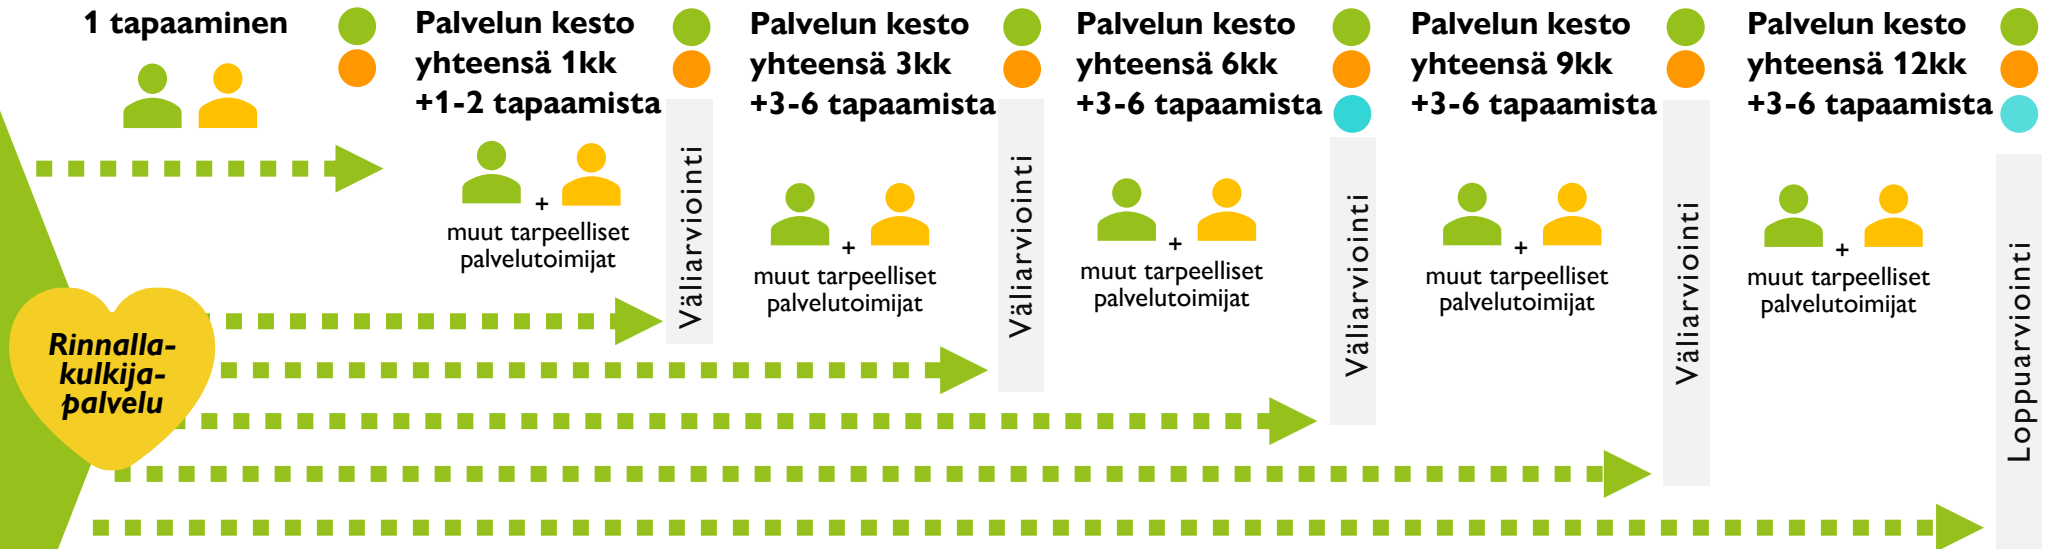 1 tapaaminen
Palvelun kesto
yhteensä 1kk
+1-2 tapaamista
+
muut tarpeelliset
palvelutoimijat
Väliarviointi
Palvelun kesto
yhteensä 3kk
+3-6 tapaamista
+
muut tarpeelliset
palvelutoimijat
Väliarviointi
Palvelun kesto
yhteensä 6kk
+3-6 tapaamista
+
muut tarpeelliset
palvelutoimijat
Väliarviointi
Palvelun kesto
yhteensä 9kk
+3-6 tapaamista
+
muut tarpeelliset
palvelutoimijat
Väliarviointi
Palvelun kesto
yhteensä 12kk
+3-6 tapaamista
+
muut tarpeelliset
palvelutoimijat
Loppuarviointi
Rinnalla-
kulkija-
palvelu